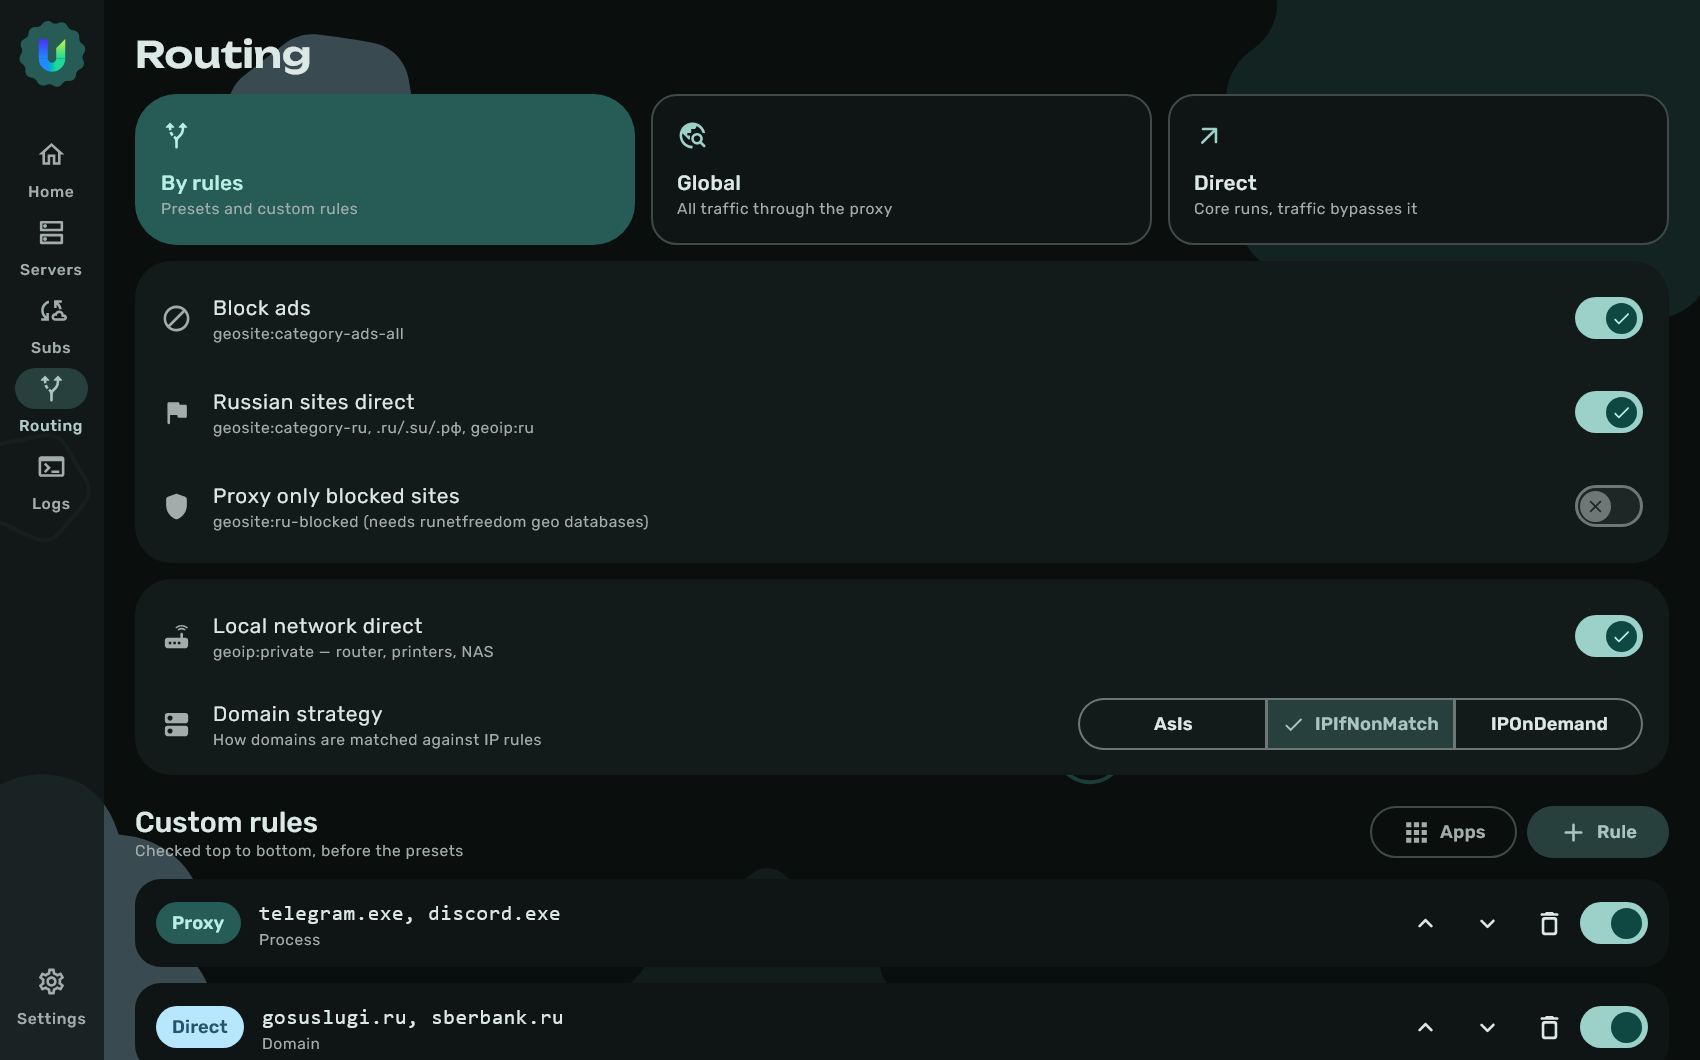 Routing
Home
Servers
Subs
Routing
Logs
Settings
By rules
Presets and custom rules
Global
All traffic through the proxy
Direct
Core runs, traffic bypasses it
Block ads
geosite:category-ads-all
Russian sites direct
geosite:category-ru, .ru/.su/.рф, geoip:ru
Proxy only blocked sites
geosite:ru-blocked (needs runetfreedom geo databases)
Local network direct
geoip:private — router, printers, NAS
Domain strategy
How domains are matched against IP rules
AsIs
IPIfNonMatch
IPOnDemand
Custom rules
Checked top to bottom, before the presets
Apps
Rule
Proxy
telegram.exe, discord.exe
Process
Direct
gosuslugi.ru, sberbank.ru
Domain